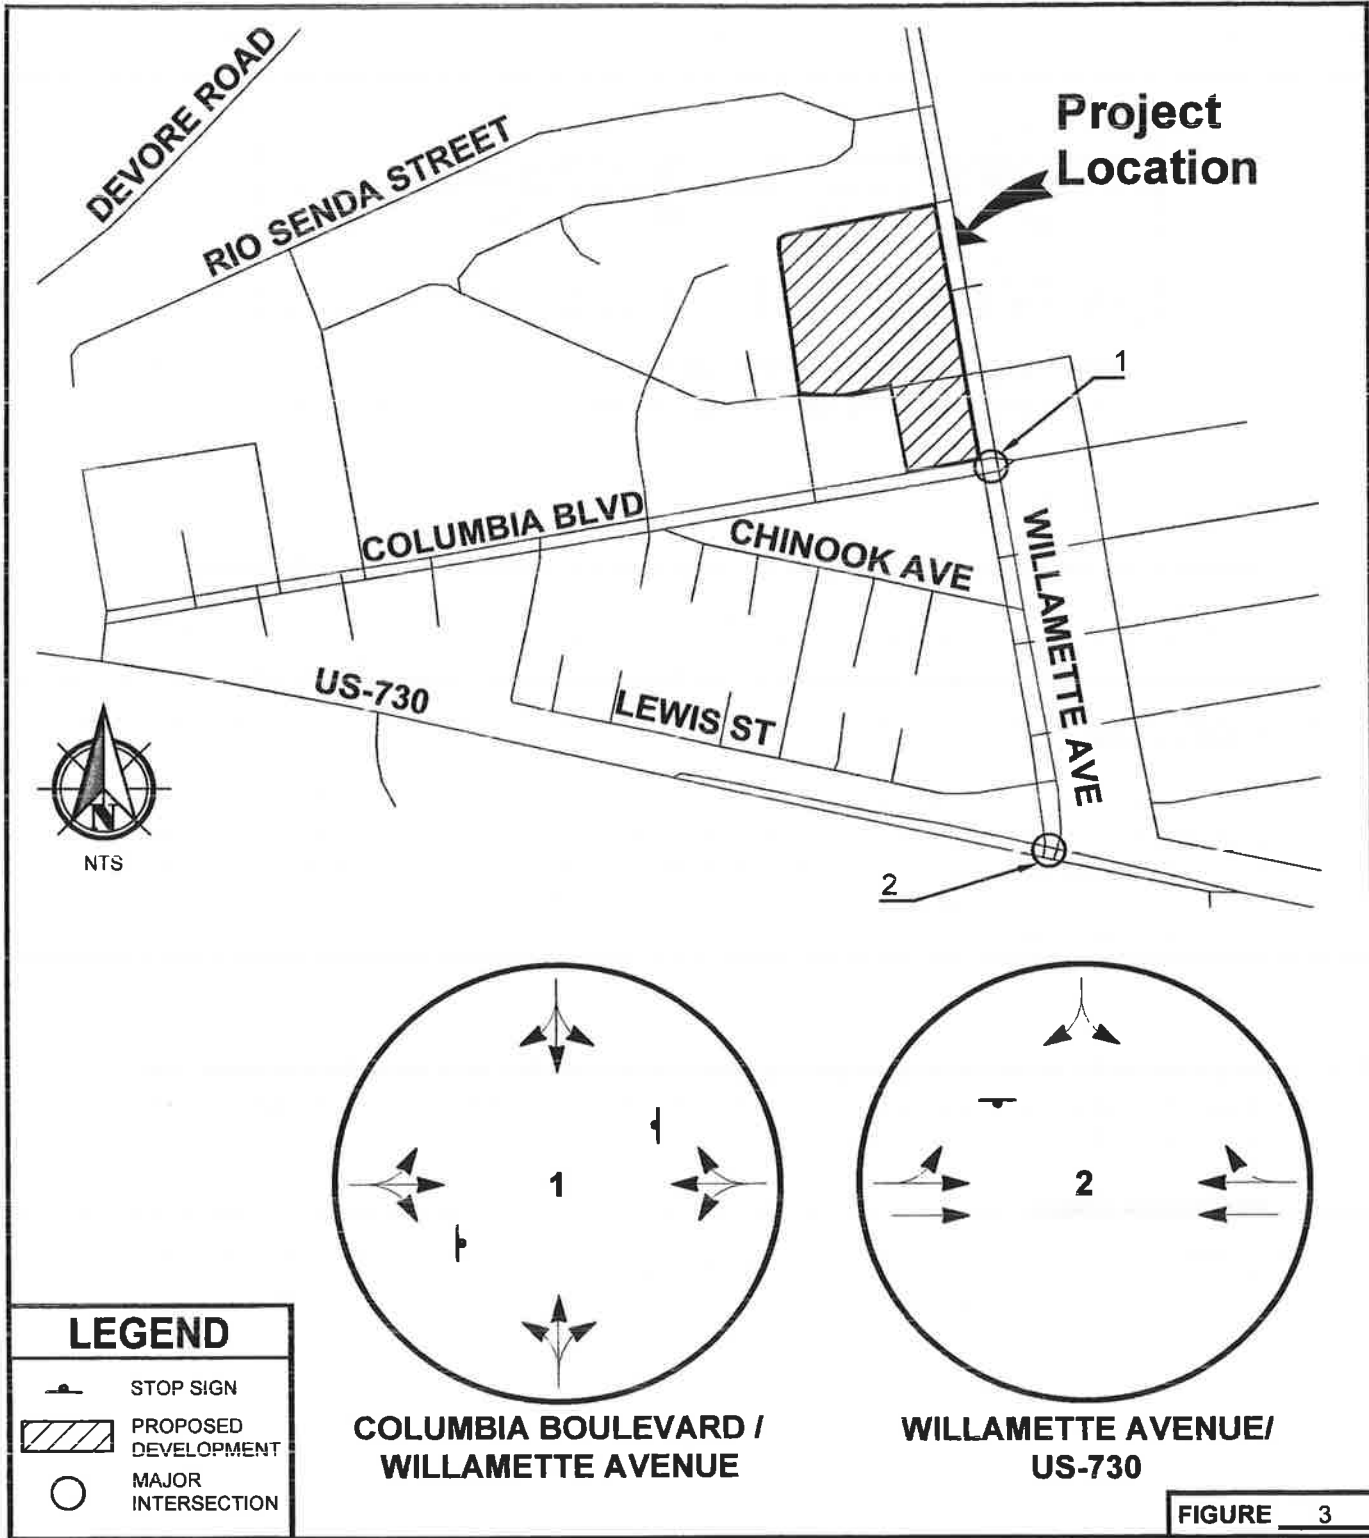 DEVORE ROAD
RIO SENDA STREET
Project
Location
1
COLUMBIA BLVD
CHINOOK AVE
WILLAMETTE AVE
US-730
LEWIS ST
N
NTS
2
1
2
COLUMBIA BOULEVARD /
WILLAMETTE AVENUE
WILLAMETTE AVENUE/
US-730
LEGEND
STOP SIGN
PROPOSED
DEVELOPMENT
MAJOR
INTERSECTION
FIGURE 3